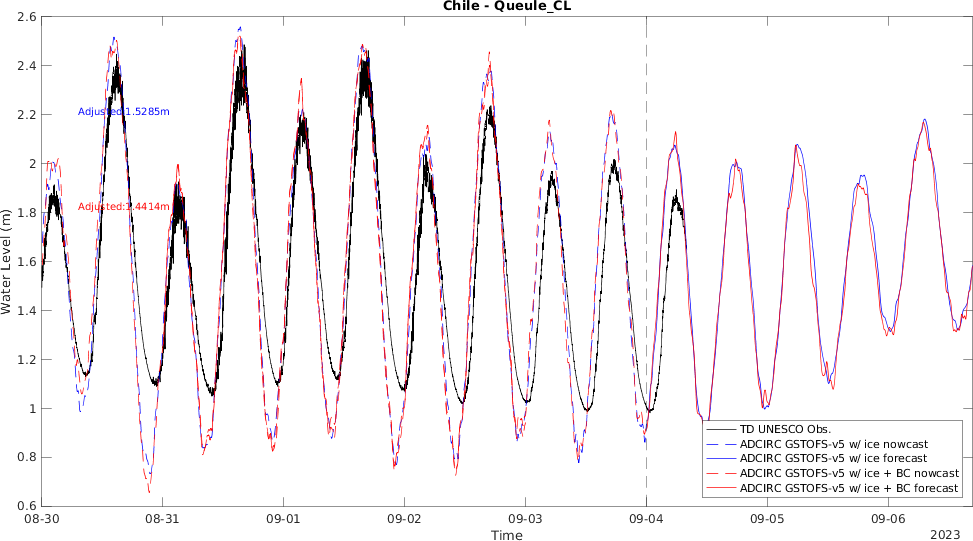 Chile - Queule_CL
2.6
2.4
2.2
2
1.8
1.6
1.4
1.2
1
0.8
0.6
Water Level (m)
Adjusted:1.5285m
Adjusted:1.4414m
TD UNESCO Obs.
ADCIRC GSTOFS-v5 w/ ice nowcast
ADCIRC GSTOFS-v5 w/ ice forecast
ADCIRC GSTOFS-v5 w/ ice + BC nowcast
ADCIRC GSTOFS-v5 w/ ice + BC forecast
08-30 08-31 09-01 09-02 09-03 09-04 09-05 09-06
Time
2023